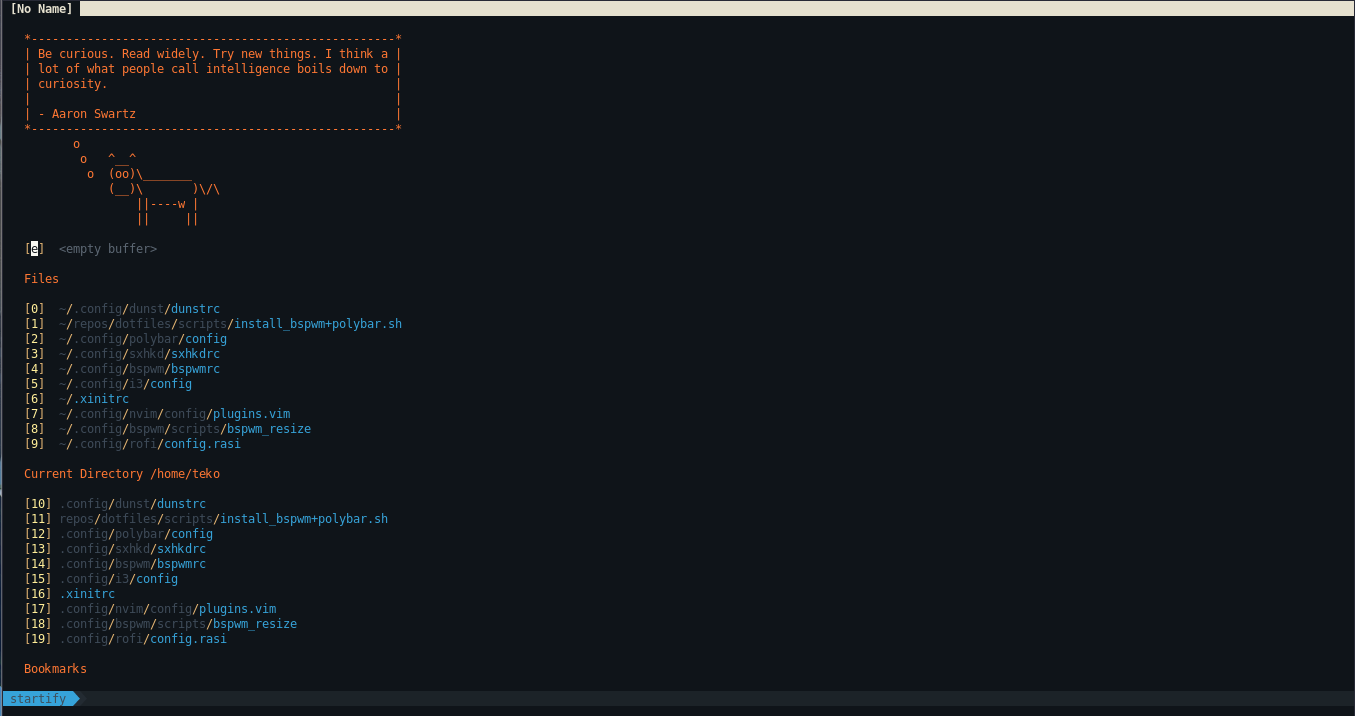 [No Name]
*----------------------------------------------------*
| Be curious. Read widely. Try new things. I think a |
| lot of what people call intelligence boils down to |
| curiosity.                                         |
|                                                    |
| - Aaron Swartz                                     |
*----------------------------------------------------*
       o
        o   ^__^
         o  (oo)\_______
            (__)\       )\/\
                ||----w |
                ||     ||
[e]  <empty buffer>
Files
[0]  ~/.config/dunst/dunstrc
[1]  ~/repos/dotfiles/scripts/install_bspwm+polybar.sh
[2]  ~/.config/polybar/config
[3]  ~/.config/sxhkd/sxhkdrc
[4]  ~/.config/bspwm/bspwmrc
[5]  ~/.config/i3/config
[6]  ~/.xinitrc
[7]  ~/.config/nvim/config/plugins.vim
[8]  ~/.config/bspwm/scripts/bspwm_resize
[9]  ~/.config/rofi/config.rasi
Current Directory /home/teko
[10] .config/dunst/dunstrc
[11] repos/dotfiles/scripts/install_bspwm+polybar.sh
[12] .config/polybar/config
[13] .config/sxhkd/sxhkdrc
[14] .config/bspwm/bspwmrc
[15] .config/i3/config
[16] .xinitrc
[17] .config/nvim/config/plugins.vim
[18] .config/bspwm/scripts/bspwm_resize
[19] .config/rofi/config.rasi
Bookmarks
startify